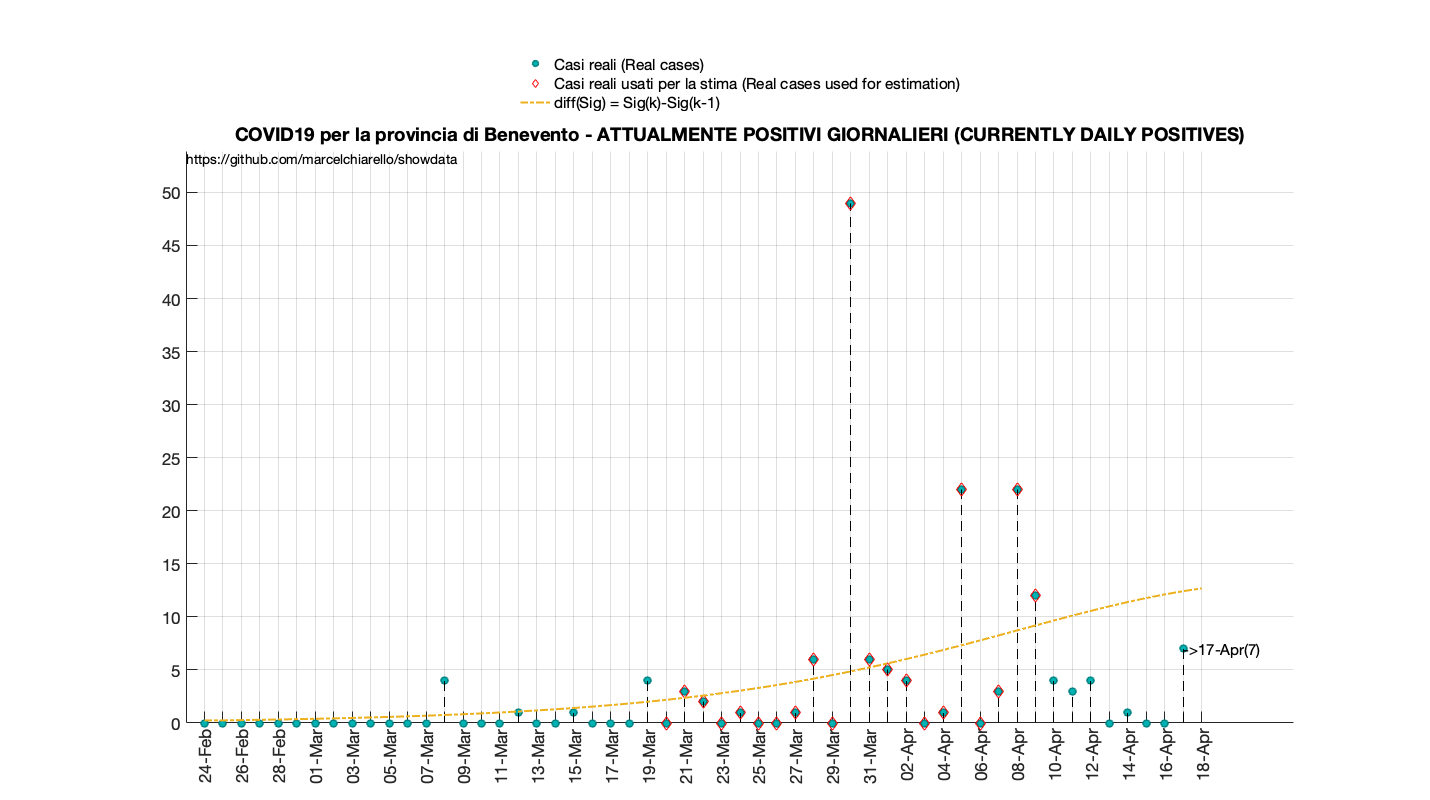 Casi reali (Real cases)
Casi reali usati per la stima (Real cases used for estimation)
diff(Sig) = Sig(k)-Sig(k-1)
COVID19 per la provincia di Benevento - ATTUALMENTE POSITIVI GIORNALIERI (CURRENTLY DAILY POSITIVES)
https://github.com/marcelchiarello/showdata
50
45
40
35
30
25
20
15
10
5
0
>17-Apr(7)
24-Feb
26-Feb
28-Feb
01-Mar
03-Mar
05-Mar
07-Mar
09-Mar
11-Mar
13-Mar
15-Mar
17-Mar
19-Mar
21-Mar
23-Mar
25-Mar
27-Mar
29-Mar
31-Mar
02-Apr
04-Apr
06-Apr
08-Apr
10-Apr
12-Apr
14-Apr
16-Apr
18-Apr